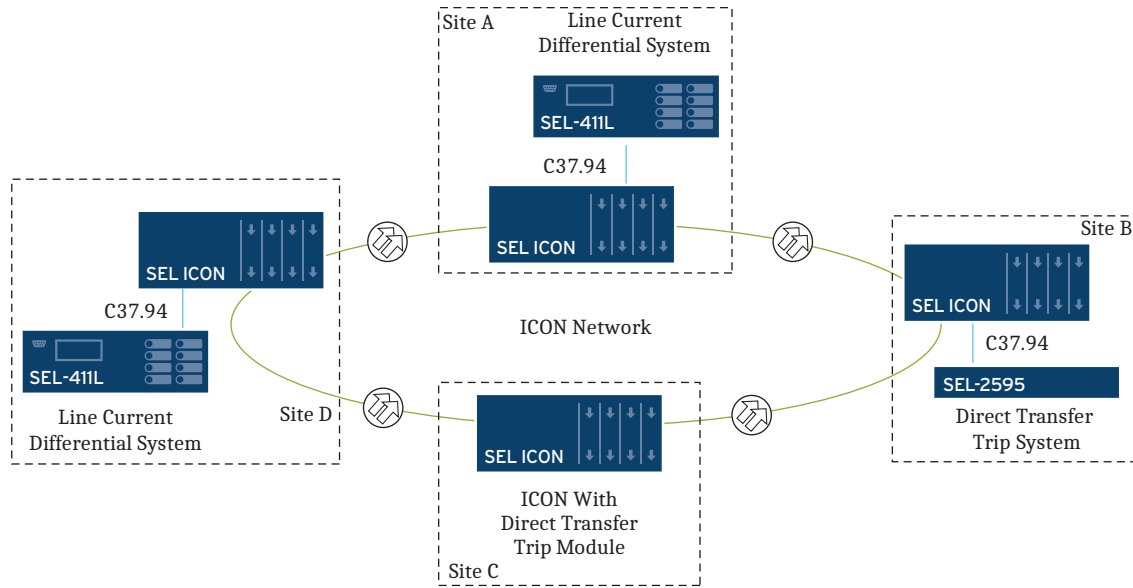 Site A
Line Current
Differential System
SEL-411L
C37.94
SEL ICON
Site B
SEL ICON
C37.94
SEL-2595
Direct Transfer
Trip System
SEL ICON
C37.94
SEL-411L
Line Current
Differential System
Site D
ICON Network
SEL ICON
ICON With
Direct Transfer
Trip Module
Site C